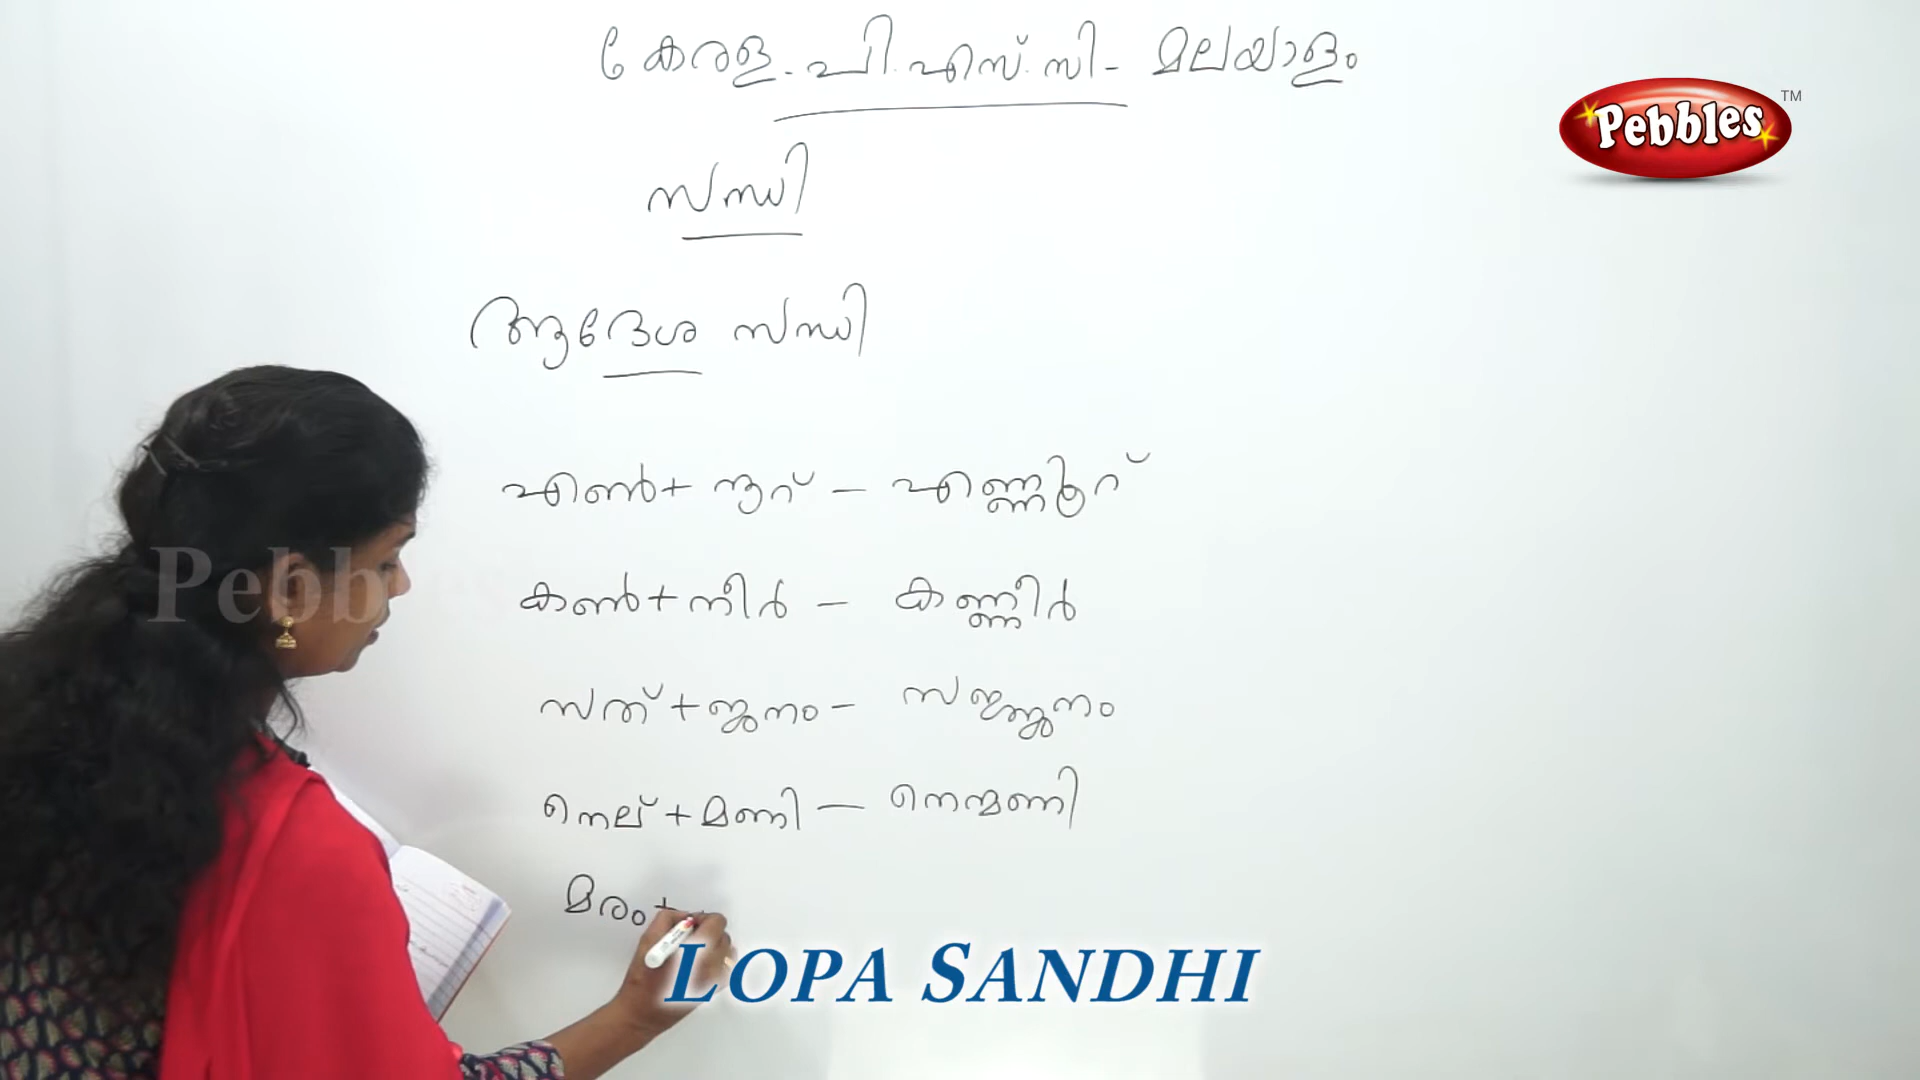 കേരള. പി. എസ്. സി - മലയാളം
Pebbles TM
സന്ധി
ആദേശ സന്ധി
എൺ + നൂറ് — എണ്ണൂറ്
Pebbles
കൺ + നീർ — കണ്ണീർ
സത് + ജനം - സജ്ജനം
നെല് + മണി — നെന്മണി
മരം +
LOPA SANDHI